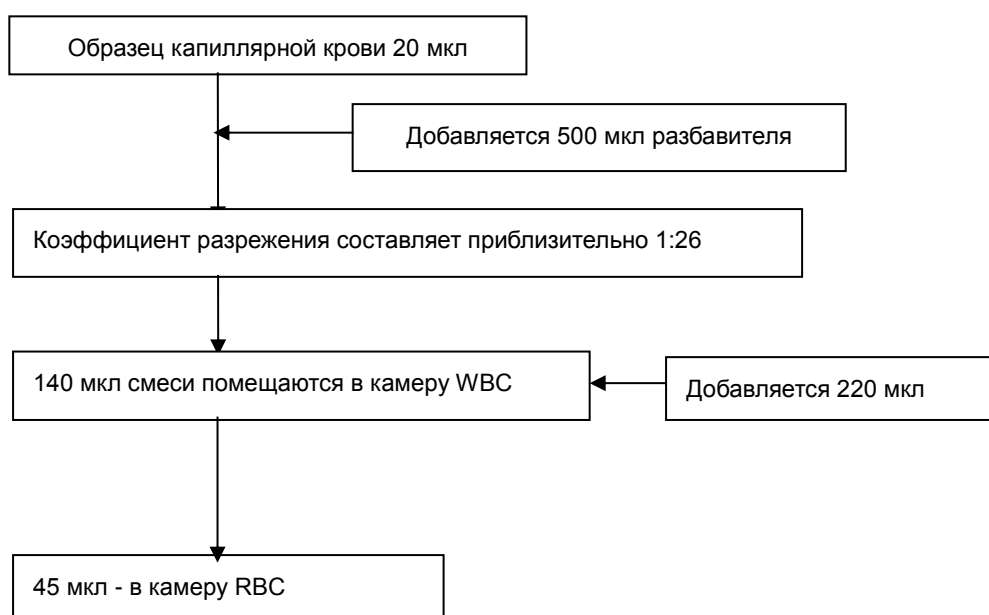 Образец капиллярной крови 20 мкл
Добавляется 500 мкл разбавителя
Коэффициент разрежения составляет приблизительно 1:26
140 мкл смеси помещаются в камеру WBC
Добавляется 220 мкл
45 мкл - в камеру RBC